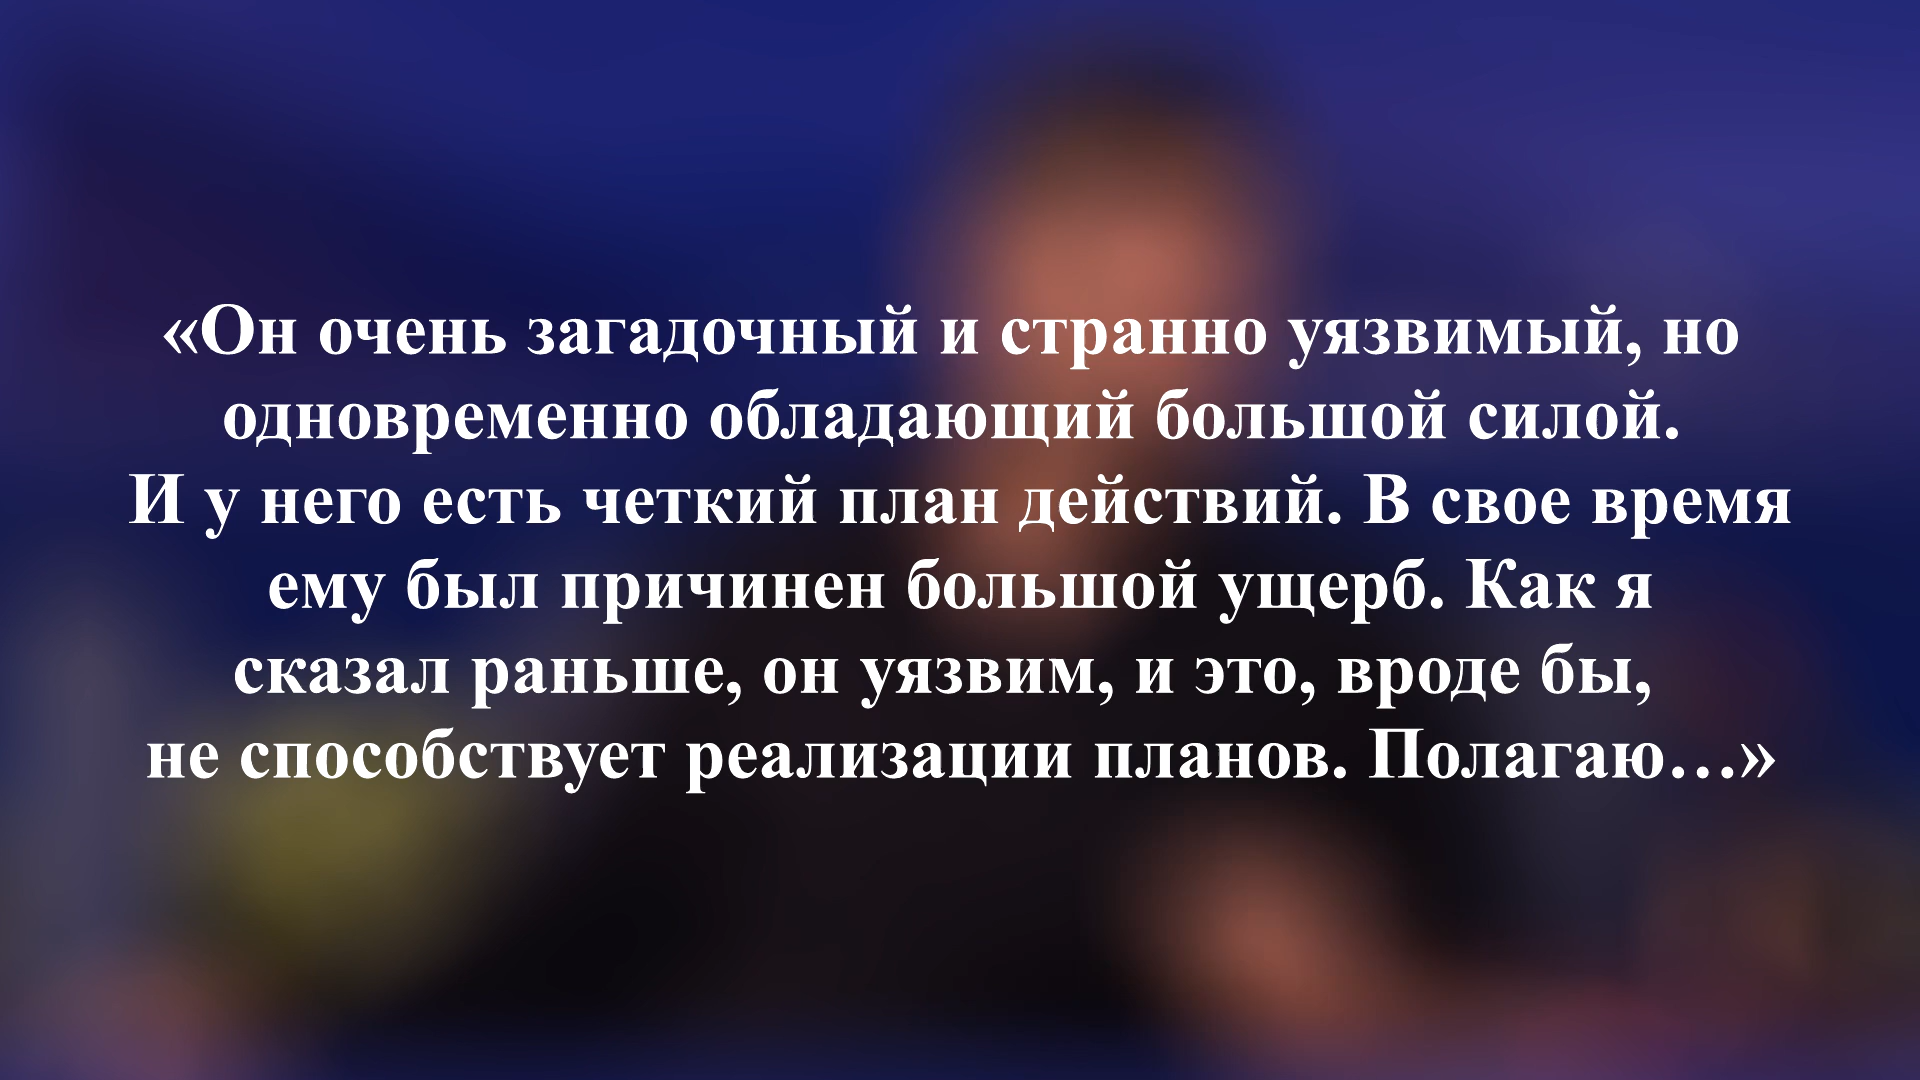 «Он очень загадочный и странно уязвимый, но
одновременно обладающий большой силой.
И у него есть четкий план действий. В свое время
ему был причинен большой ущерб. Как я
сказал раньше, он уязвим, и это, вроде бы,
не способствует реализации планов. Полагаю…»